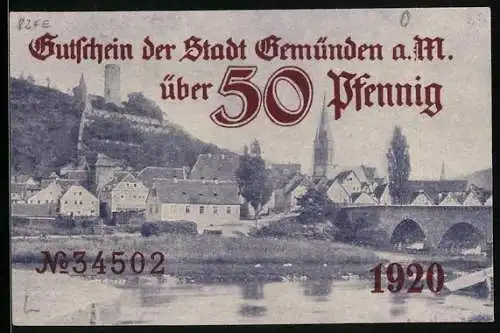 Gutschein der Stadt Gemünden a. M.
über 50 Pfennig
№ 34502
1920